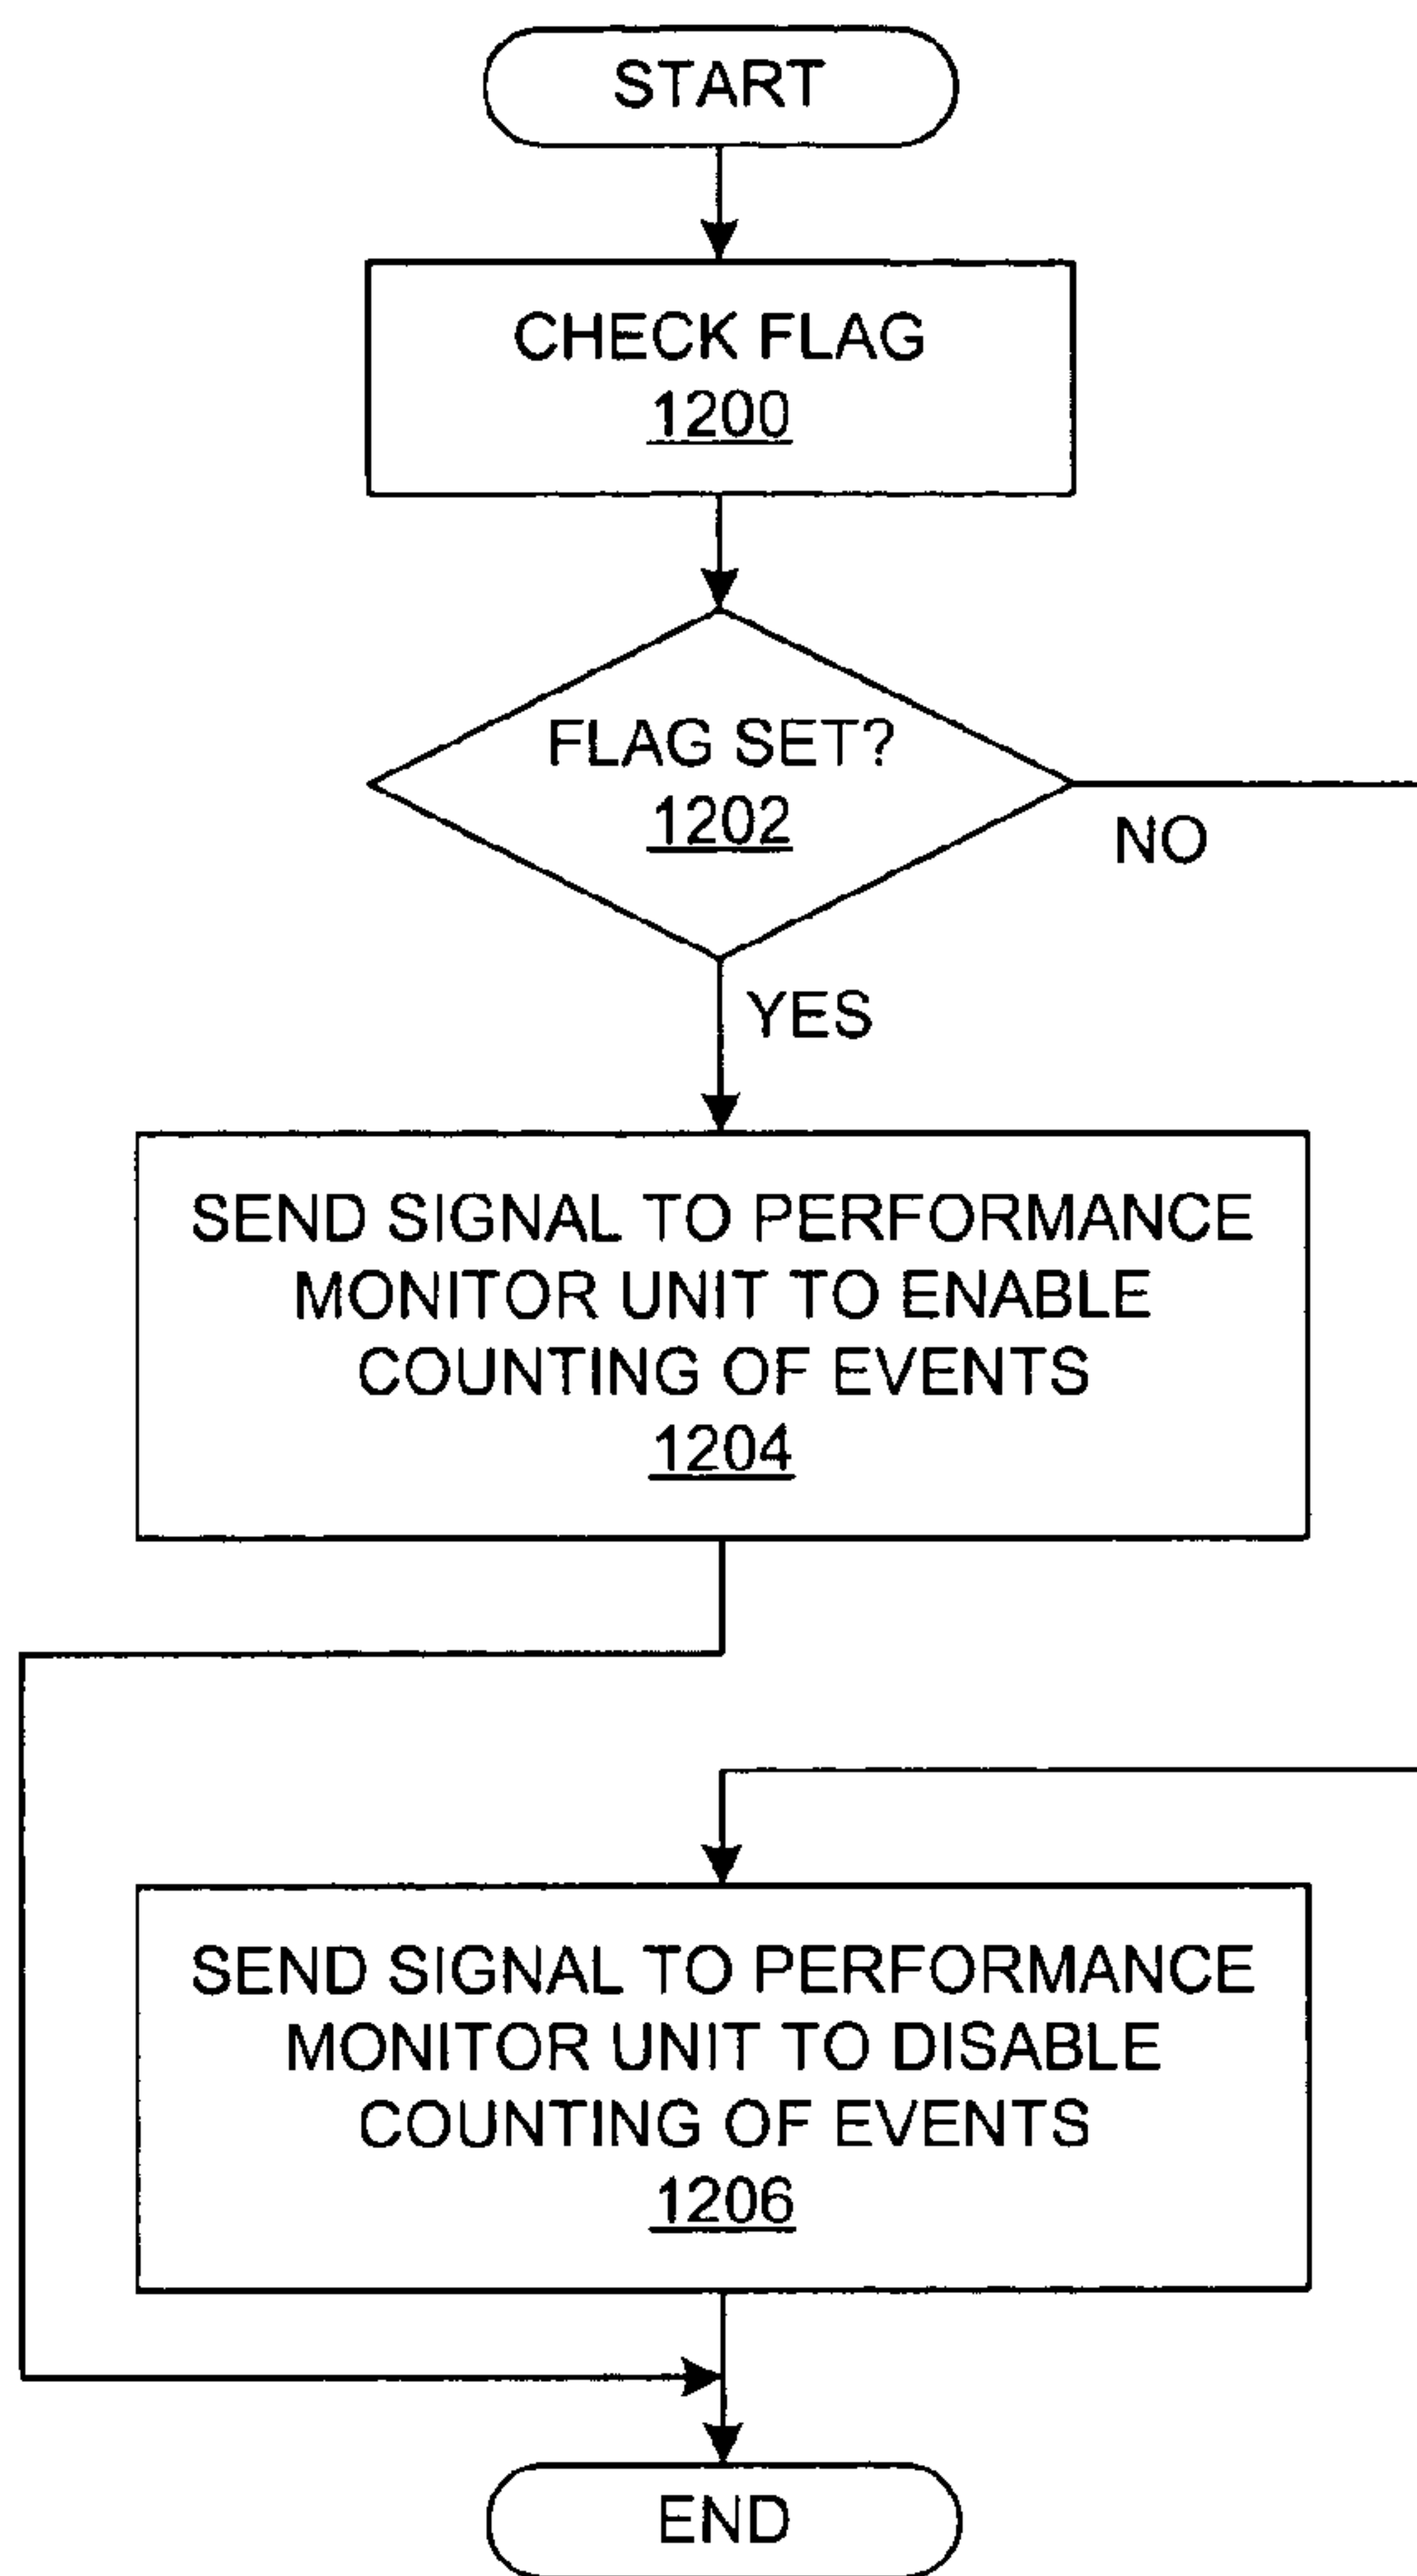 START
CHECK FLAG
1200
FLAG SET?
1202
NO
YES
SEND SIGNAL TO PERFORMANCE
MONITOR UNIT TO ENABLE
COUNTING OF EVENTS
1204
SEND SIGNAL TO PERFORMANCE
MONITOR UNIT TO DISABLE
COUNTING OF EVENTS
1206
END